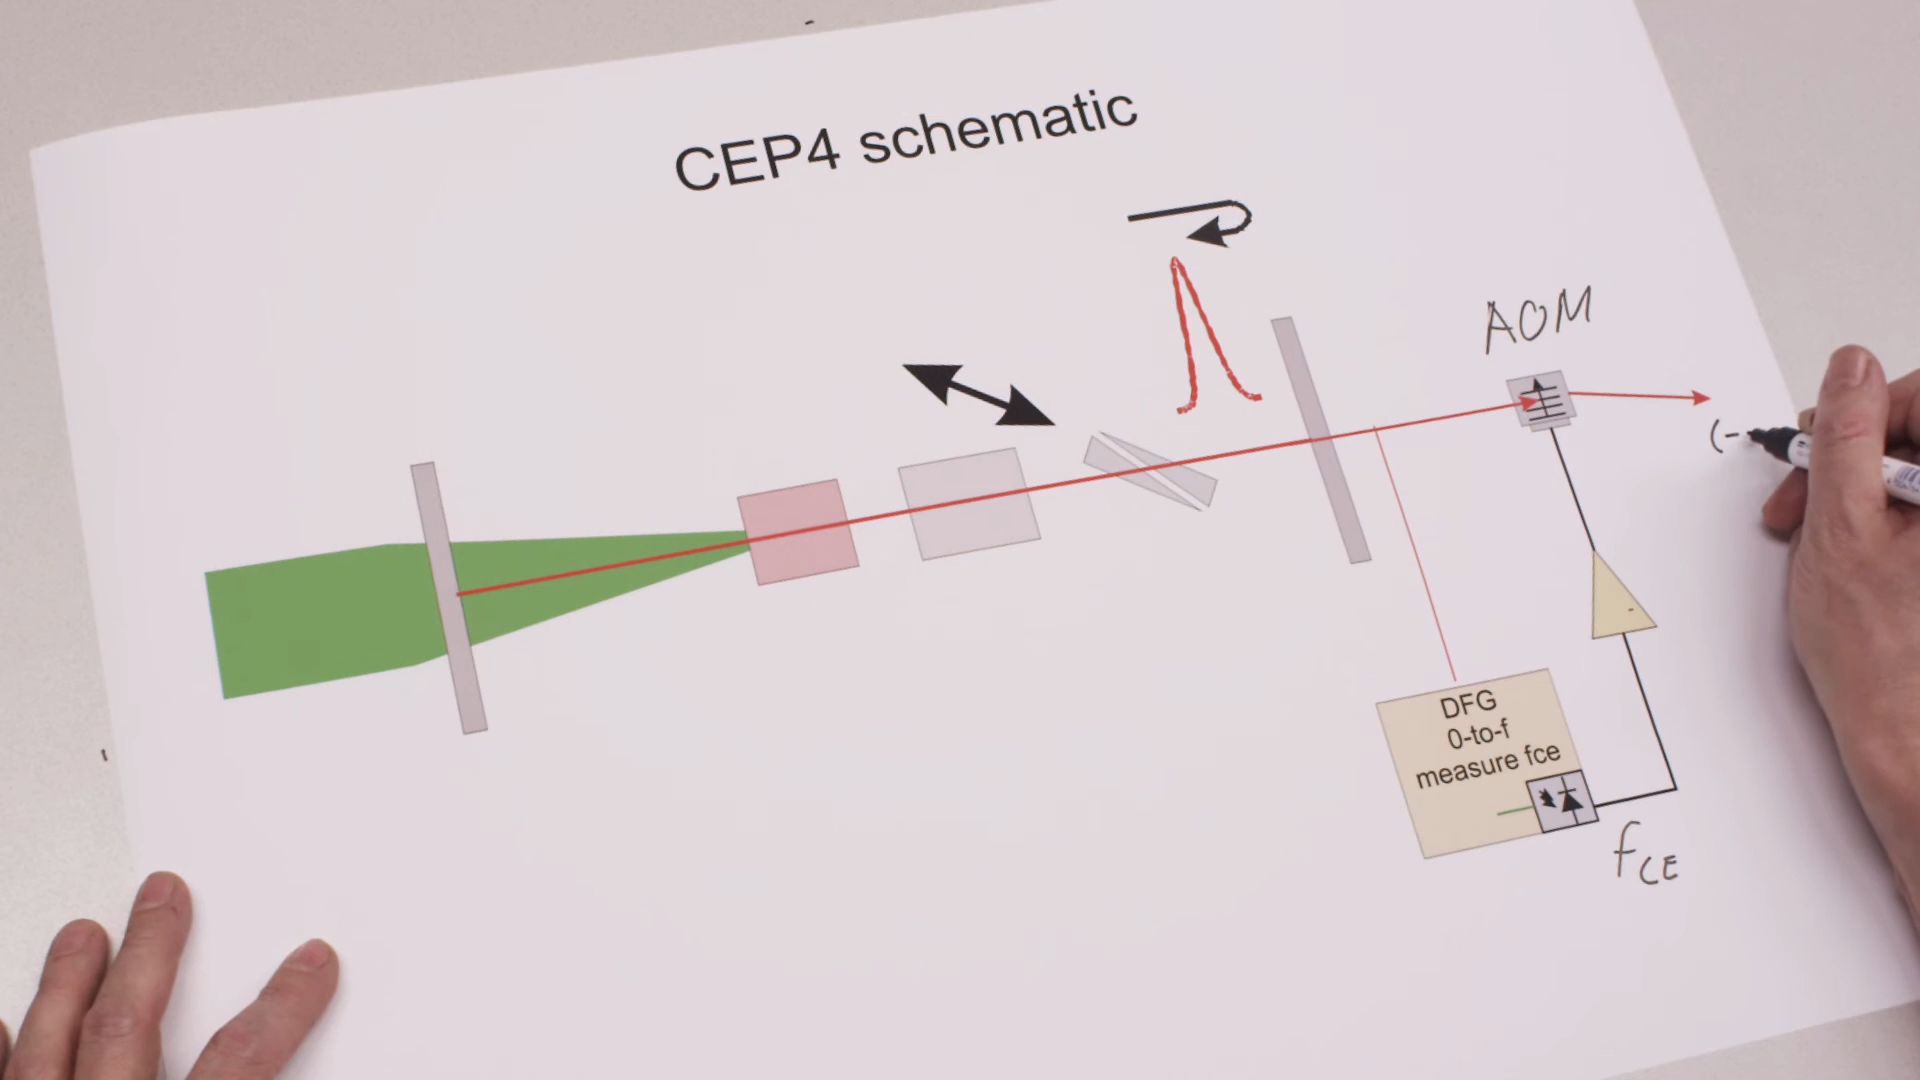 CEP4 schematic
AOM
(-
DFG
0-to-f
measure fce
fCE